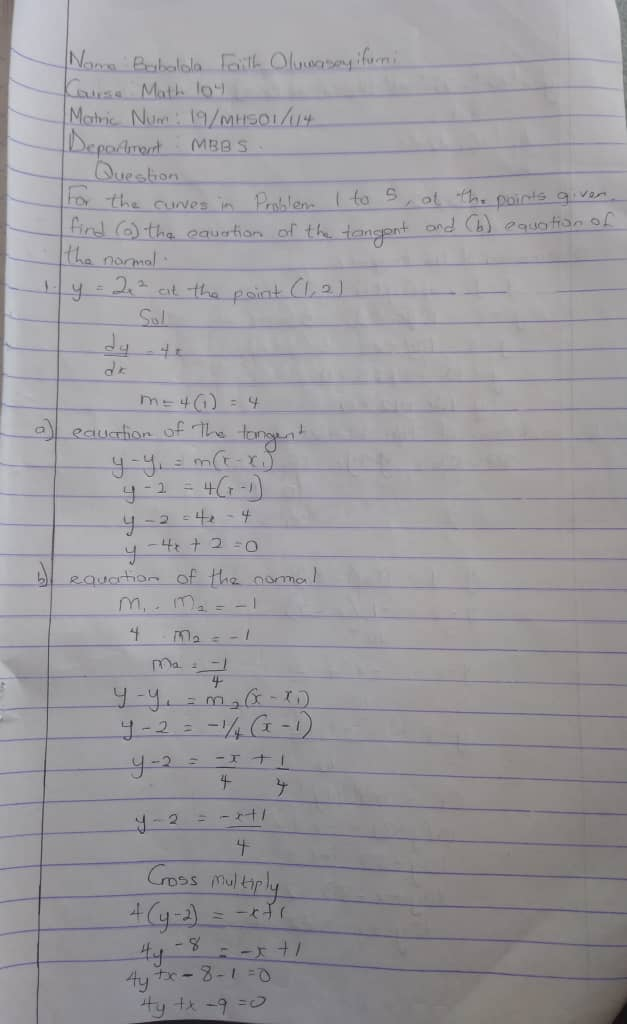 Name: Babalola Faith Oluwaseyifunmi
Course Math 104
Matric Num: 19/MHS01/114
Department: MBBS.
Question
For the curves in Problem 1 to 5, at the points given,
find (a) the equation of the tangent and (b) equation of
the normal.
1. y = 2x² at the point (1,2)
Sol
dy/dx = 4x
m = 4(1) = 4
a) equation of the tangent
y-y₁ = m(x-x₁)
y-2 = 4(x-1)
y-2 = 4x - 4
y-4x + 2 = 0
b) equation of the normal
m₁. m₂ = -1
4 . m₂ = -1
m₂ = -1/4
y-y₁ = m₂(x-x₁)
y-2 = -1/4 (x-1)
y-2 = -x/4 + 1/4
y-2 = -x+1/4
Cross multiply
4(y-2) = -x+1
4y-8 = -x+1
4y+x-8-1=0
4y+x-9=0